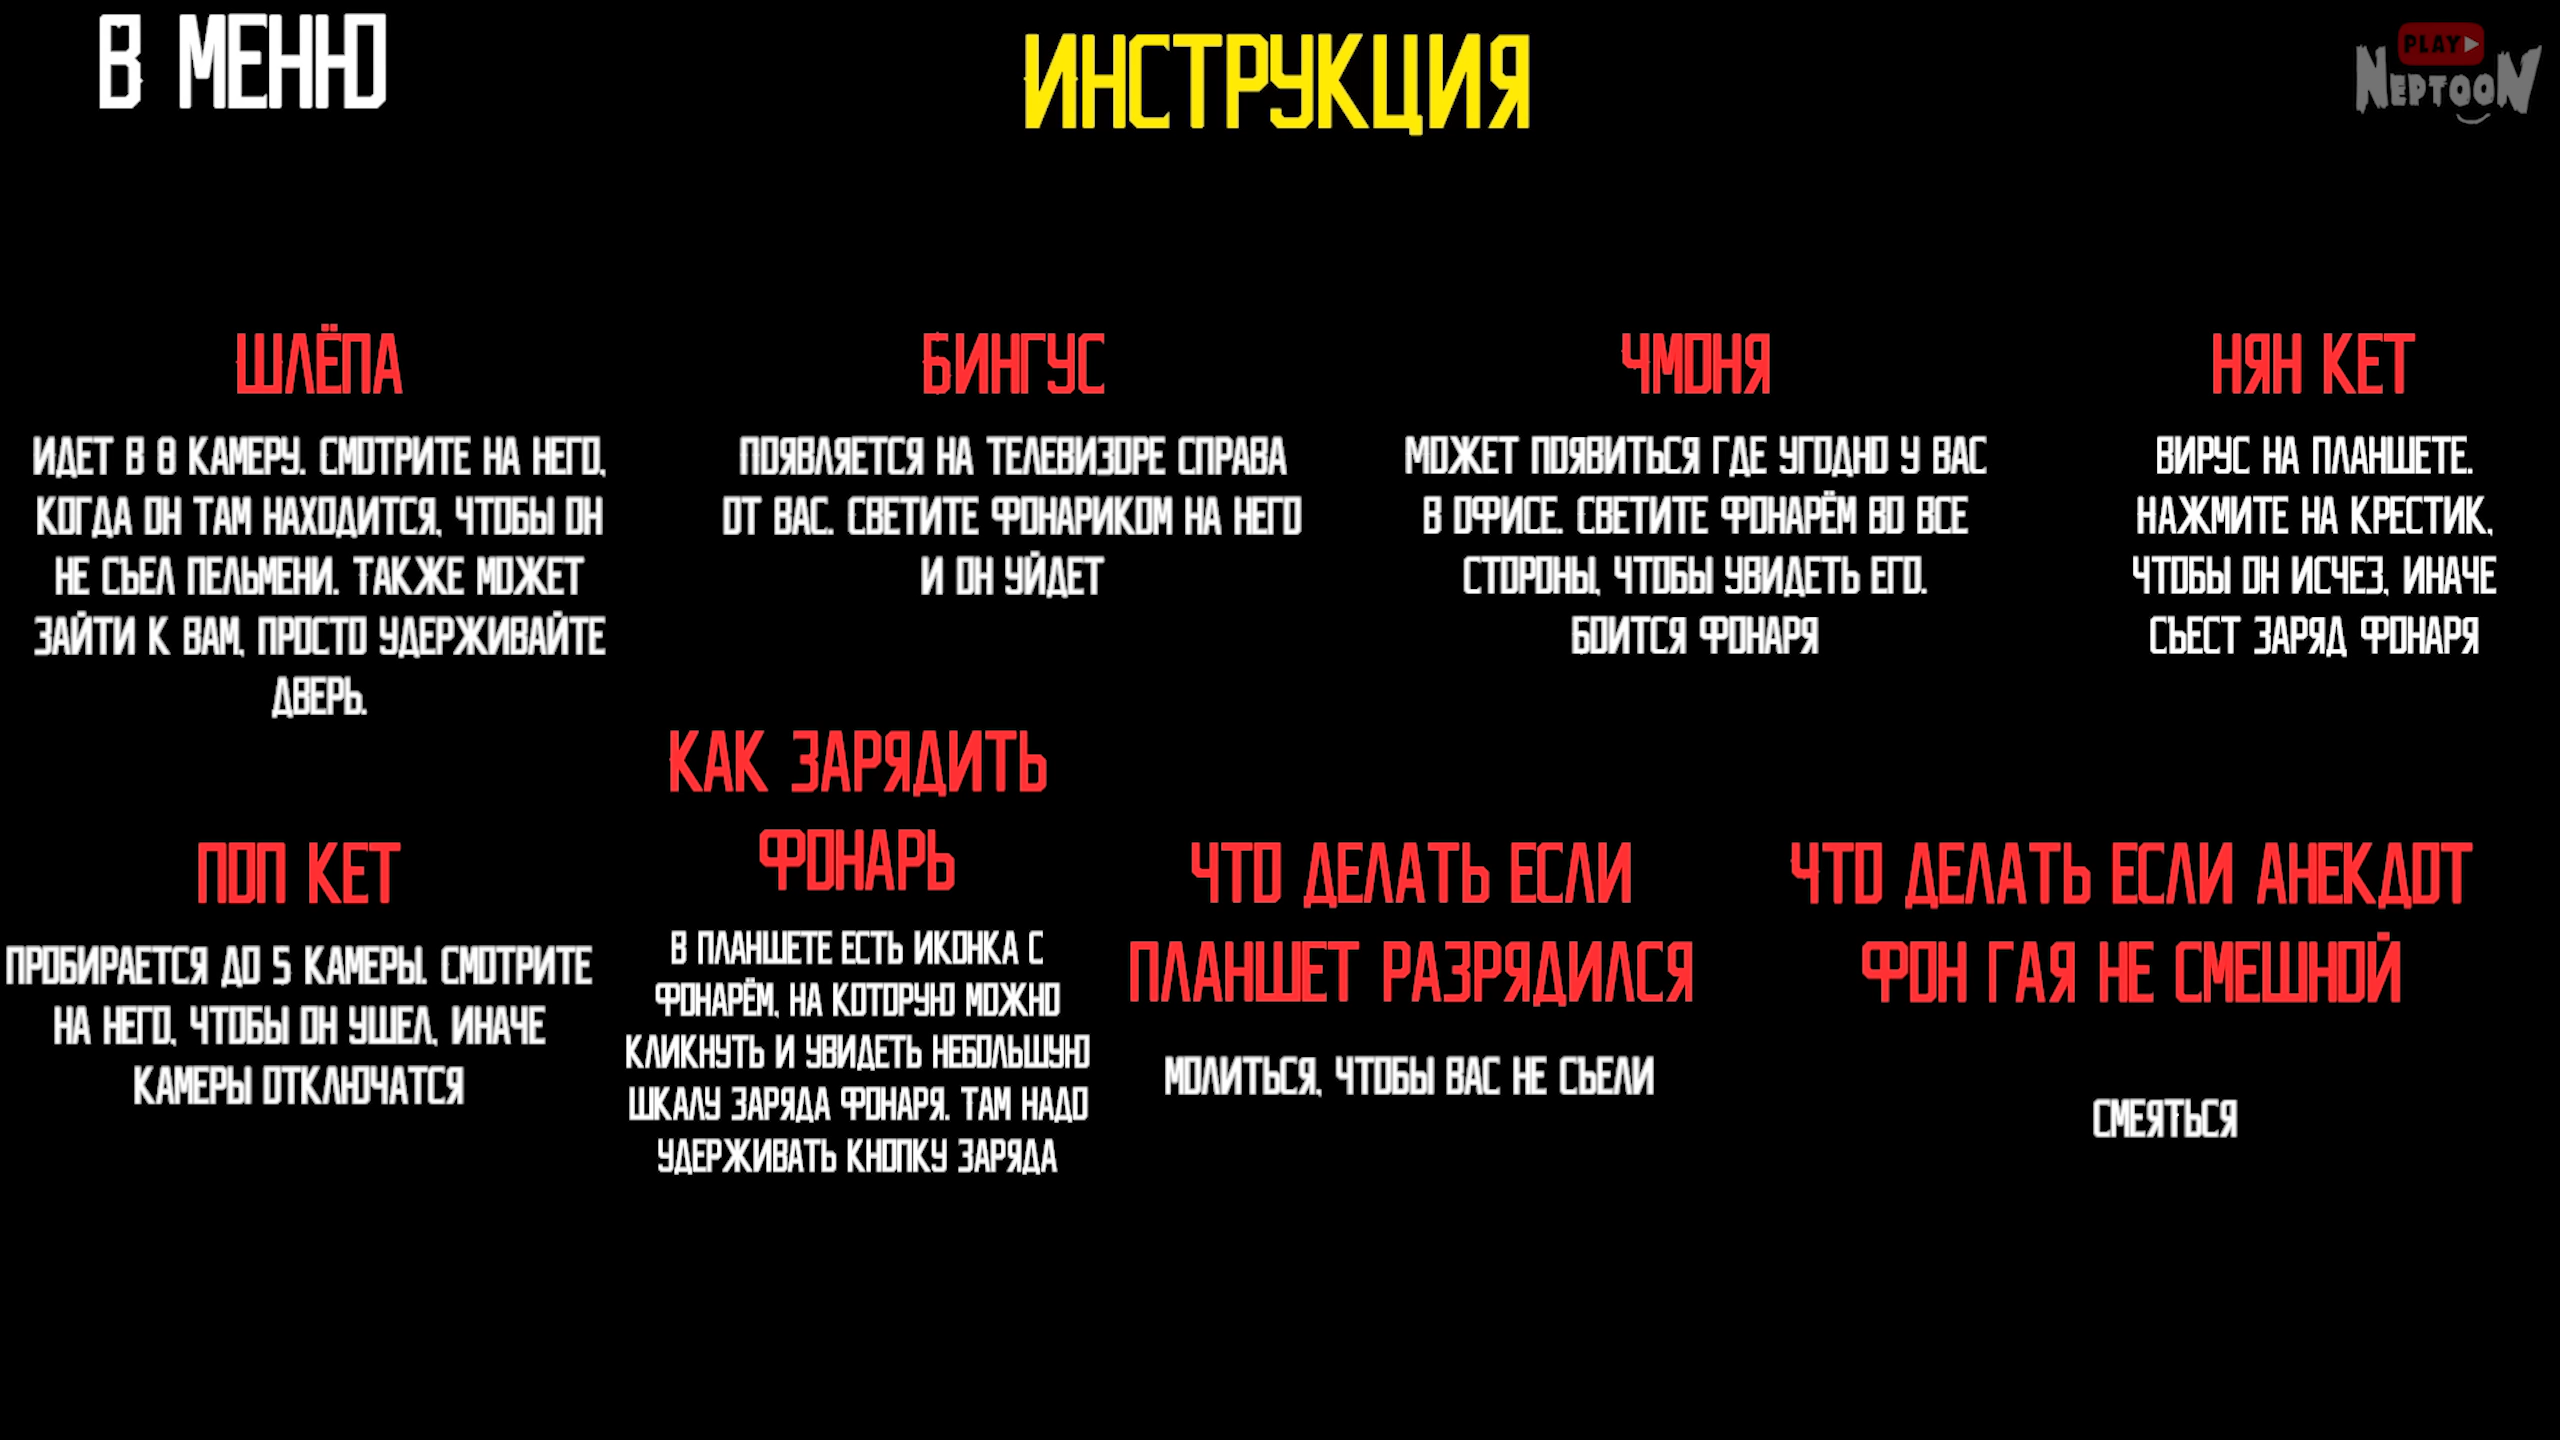 В МЕНЮ
ИНСТРУКЦИЯ
PLAY
NEPTOON
ШЛЁПА
ИДЕТ В 8 КАМЕРУ. СМОТРИТЕ НА НЕГО,
КОГДА ОН ТАМ НАХОДИТСЯ, ЧТОБЫ ОН
НЕ СЪЕЛ ПЕЛЬМЕНИ. ТАКЖЕ МОЖЕТ
ЗАЙТИ К ВАМ, ПРОСТО УДЕРЖИВАЙТЕ
ДВЕРЬ.
БИНГУС
ПОЯВЛЯЕТСЯ НА ТЕЛЕВИЗОРЕ СПРАВА
ОТ ВАС. СВЕТИТЕ ФОНАРИКОМ НА НЕГО
И ОН УЙДЕТ
ЧМОНЯ
МОЖЕТ ПОЯВИТЬСЯ ГДЕ УГОДНО У ВАС
В ОФИСЕ. СВЕТИТЕ ФОНАРЁМ ВО ВСЕ
СТОРОНЫ, ЧТОБЫ УВИДЕТЬ ЕГО.
БОИТСЯ ФОНАРЯ
НЯН КЕТ
ВИРУС НА ПЛАНШЕТЕ.
НАЖМИТЕ НА КРЕСТИК,
ЧТОБЫ ОН ИСЧЕЗ, ИНАЧЕ
СЪЕСТ ЗАРЯД ФОНАРЯ
ПОП КЕТ
ПРОБИРАЕТСЯ ДО 5 КАМЕРЫ. СМОТРИТЕ
НА НЕГО, ЧТОБЫ ОН УШЕЛ, ИНАЧЕ
КАМЕРЫ ОТКЛЮЧАТСЯ
КАК ЗАРЯДИТЬ
ФОНАРЬ
В ПЛАНШЕТЕ ЕСТЬ ИКОНКА С
ФОНАРЁМ, НА КОТОРУЮ МОЖНО
КЛИКНУТЬ И УВИДЕТЬ НЕБОЛЬШУЮ
ШКАЛУ ЗАРЯДА ФОНАРЯ. ТАМ НАДО
УДЕРЖИВАТЬ КНОПКУ ЗАРЯДА
ЧТО ДЕЛАТЬ ЕСЛИ
ПЛАНШЕТ РАЗРЯДИЛСЯ
МОЛИТЬСЯ, ЧТОБЫ ВАС НЕ СЪЕЛИ
ЧТО ДЕЛАТЬ ЕСЛИ АНЕКДОТ
ФОН ГАЯ НЕ СМЕШНОЙ
СМЕЯТЬСЯ